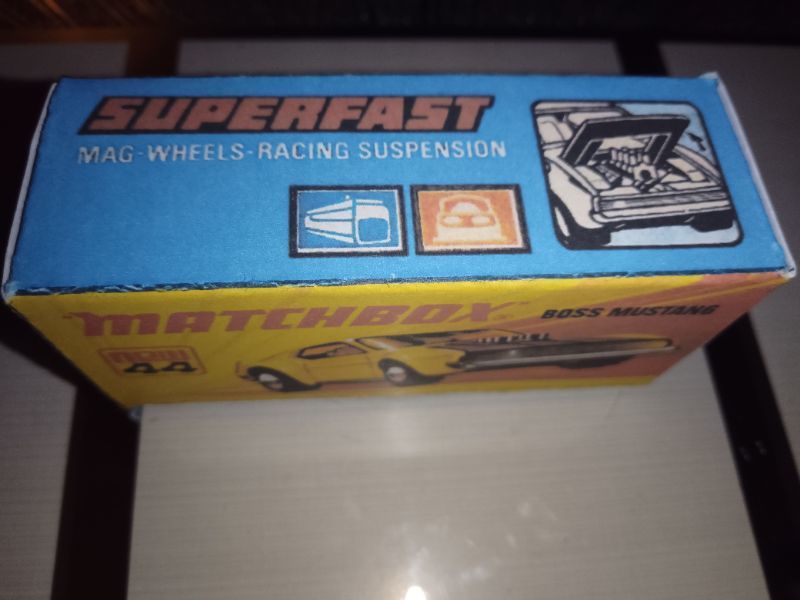 SUPERFAST
MAG-WHEELS-RACING SUSPENSION
MATCHBOX
BOSS MUSTANG
NEW
44